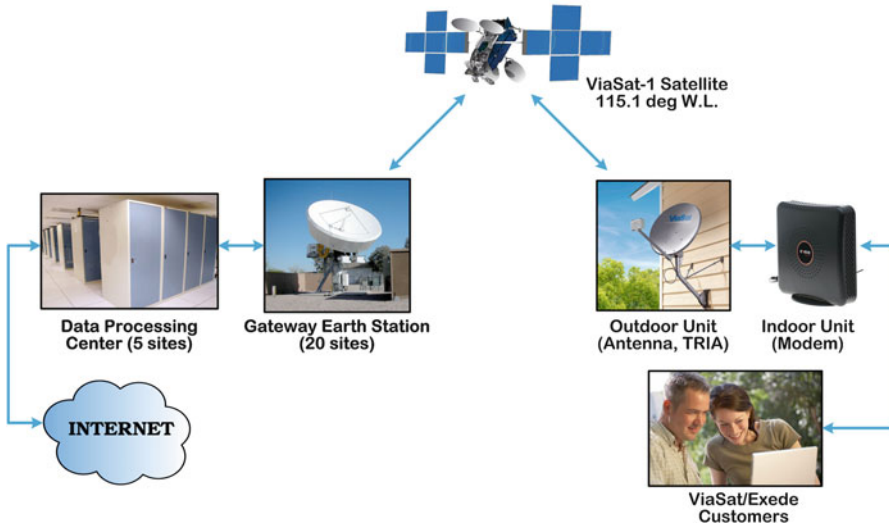 ViaSat-1 Satellite
115.1 deg W.L.
ViaSat
Data Processing
Center (5 sites)
Gateway Earth Station
(20 sites)
Outdoor Unit
(Antenna, TRIA)
Indoor Unit
(Modem)
INTERNET
ViaSat/Exede
Customers